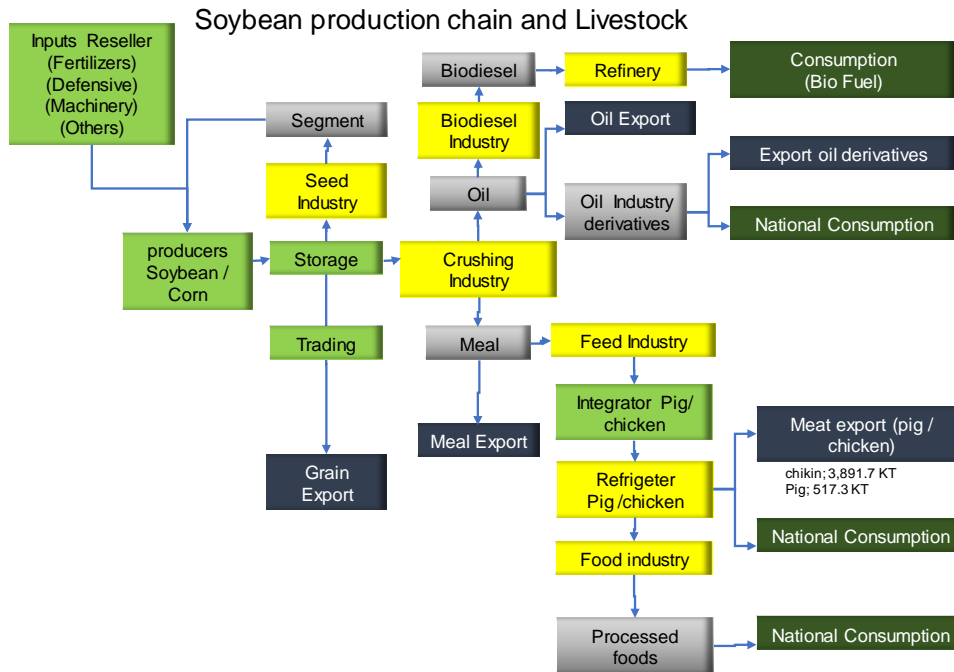 Soybean production chain and Livestock
Inputs Reseller
(Fertilizers)
(Defensive)
(Machinery)
(Others)
Biodiesel
Refinery
Consumption
(Bio Fuel)
Segment
Biodiesel
Industry
Oil Export
Export oil derivatives
Seed
Industry
Oil
Oil Industry
derivatives
National Consumption
producers
Soybean /
Corn
Storage
Crushing
Industry
Trading
Meal
Feed Industry
Integrator Pig/
chicken
Meal Export
Meat export (pig /
chicken)
chikin; 3,891.7 KT
Pig; 517.3 KT
Grain
Export
Refrigeter
Pig /chicken
National Consumption
Food industry
Processed
foods
National Consumption